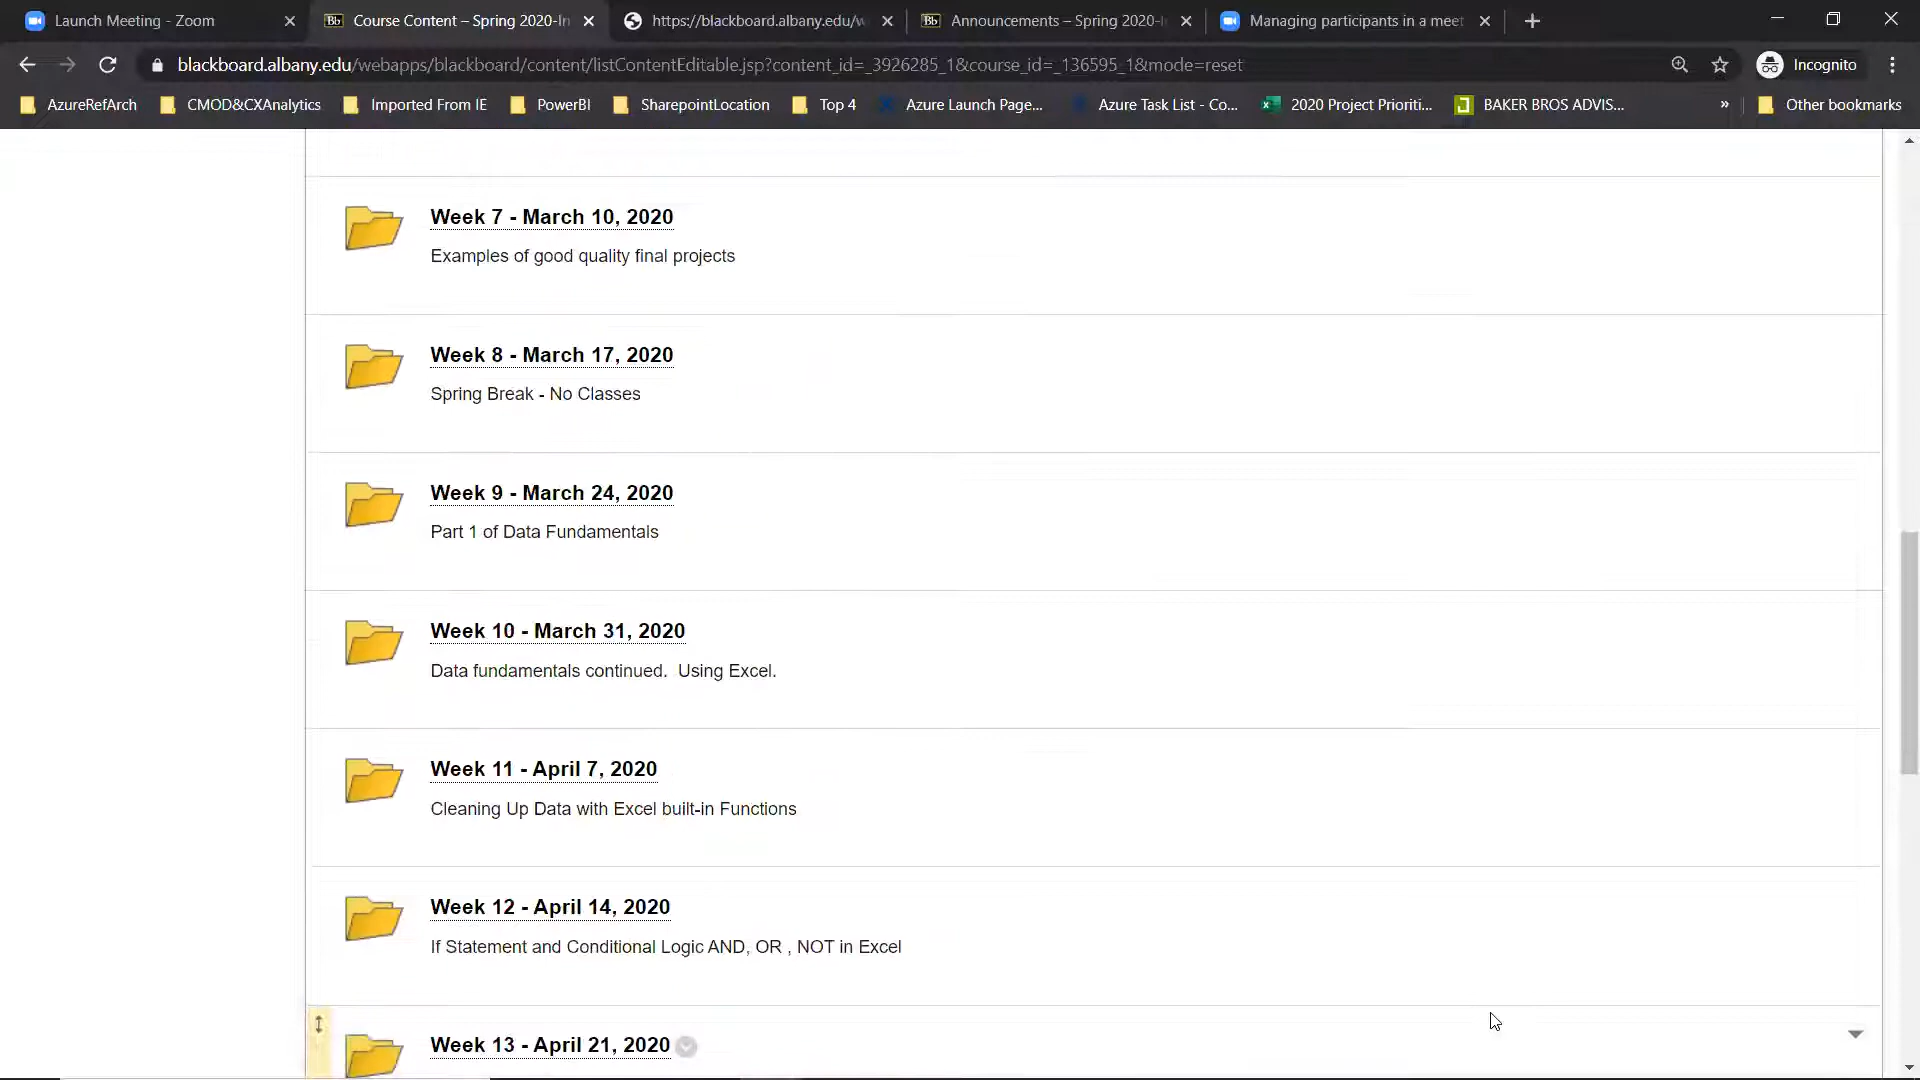 Launch Meeting - Zoom
Course Content – Spring 2020-In
https://blackboard.albany.edu/w
Announcements – Spring 2020-I
Managing participants in a meet
blackboard.albany.edu/webapps/blackboard/content/listContentEditable.jsp?content_id=_3926285_1&course_id=_136595_1&mode=reset
Incognito
AzureRefArch
CMOD&CXAnalytics
Imported From IE
PowerBI
SharepointLocation
Top 4
Azure Launch Page...
Azure Task List - Co...
2020 Project Prioriti...
BAKER BROS ADVIS...
»
Other bookmarks
Week 7 - March 10, 2020
Examples of good quality final projects
Week 8 - March 17, 2020
Spring Break - No Classes
Week 9 - March 24, 2020
Part 1 of Data Fundamentals
Week 10 - March 31, 2020
Data fundamentals continued.  Using Excel.
Week 11 - April 7, 2020
Cleaning Up Data with Excel built-in Functions
Week 12 - April 14, 2020
If Statement and Conditional Logic AND, OR , NOT in Excel
Week 13 - April 21, 2020